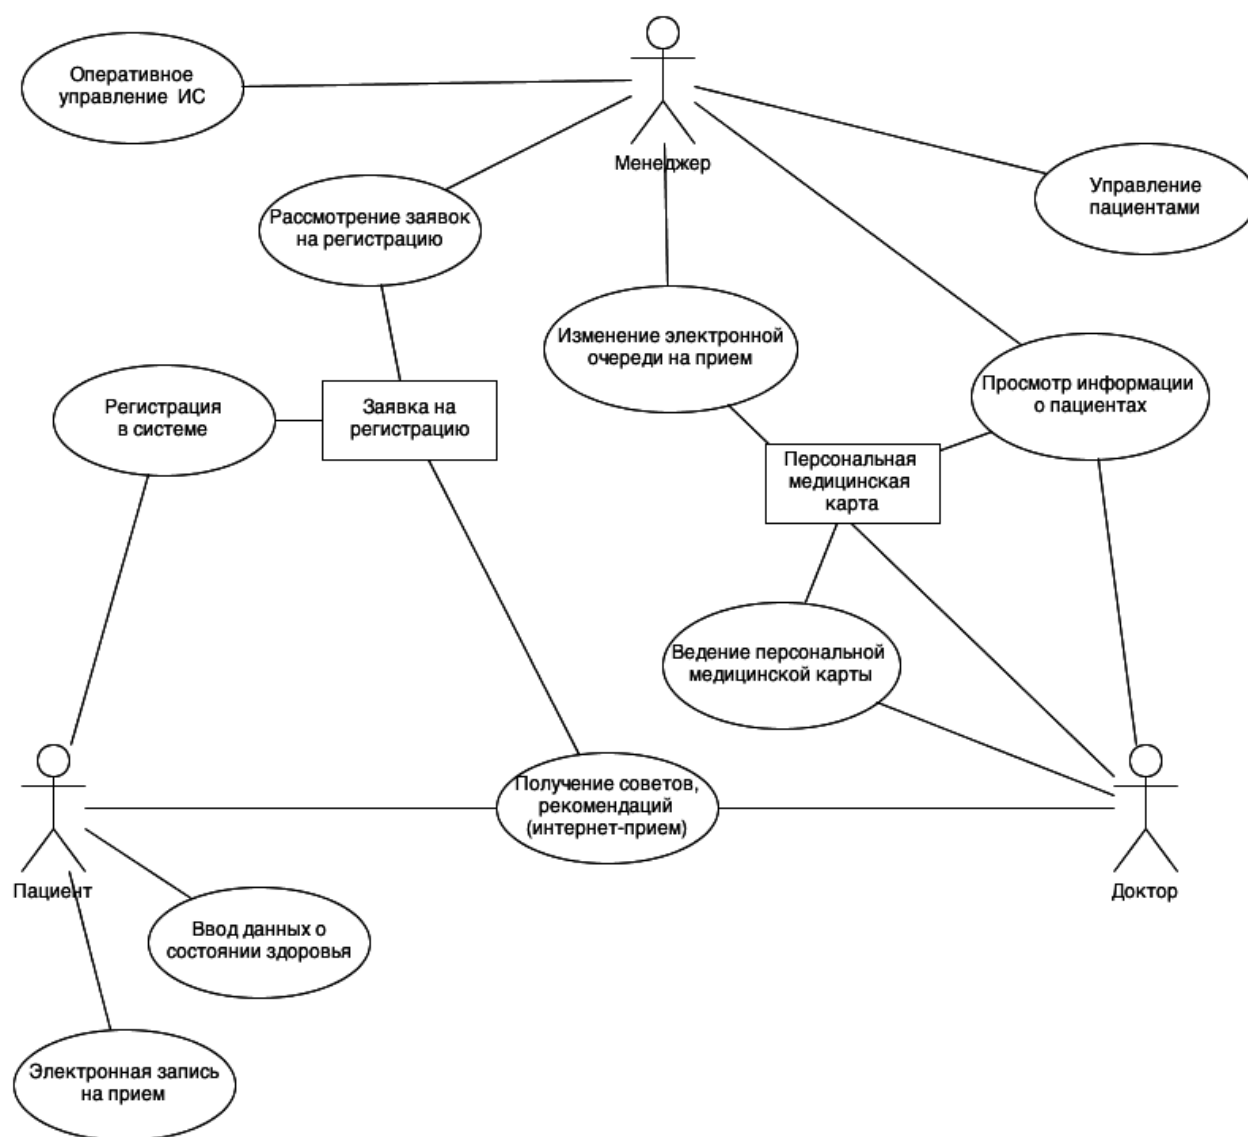 Оперативное
управление ИС
Менеджер
Управление
пациентами
Рассмотрение заявок
на регистрацию
Изменение электронной
очереди на прием
Просмотр информации
о пациентах
Регистрация
в системе
Заявка на
регистрацию
Персональная
медицинская
карта
Ведение персональной
медицинской карты
Получение советов,
рекомендаций
(интернет-прием)
Пациент
Доктор
Ввод данных о
состоянии здоровья
Электронная запись
на прием